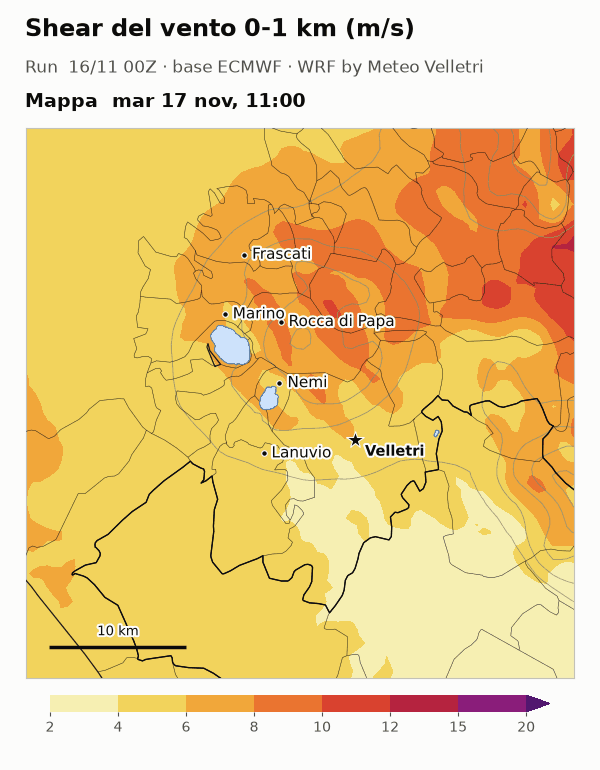 Shear del vento 0-1 km (m/s)
Run  16/11 00Z · base ECMWF · WRF by Meteo Velletri
Mappa  mar 17 nov, 11:00
Frascati
Marino
Rocca di Papa
Nemi
Velletri
Lanuvio
10 km
2 4 6 8 10 12 15 20